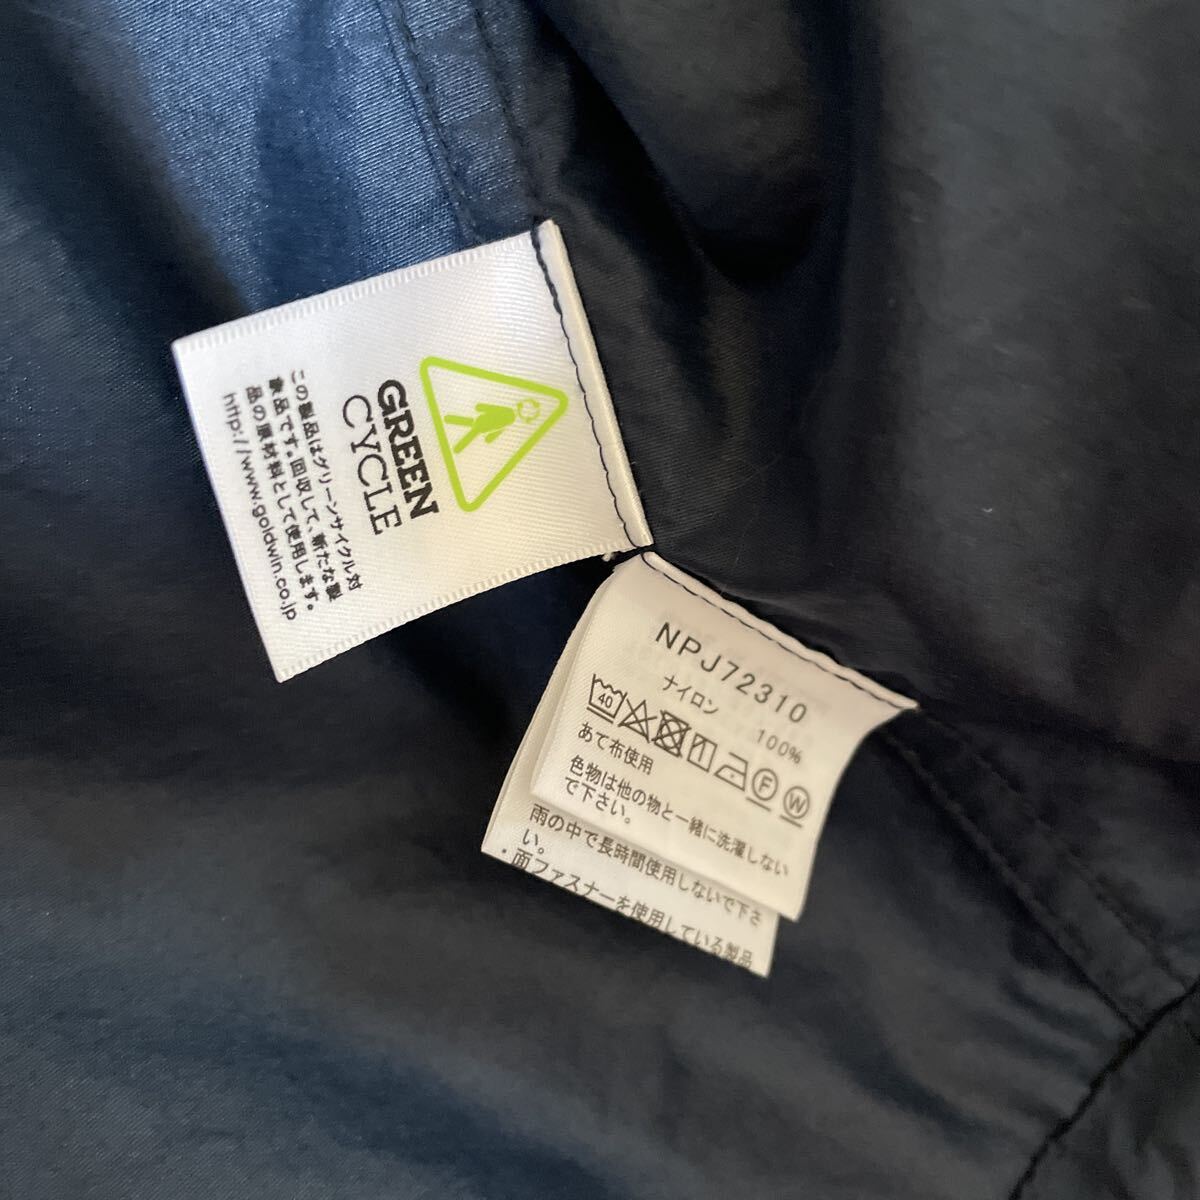 GREEN
CYCLE
この製品はグリーンサイクル対
象品です。回収して、新たな製
品の原材料として使用します。
http://www.goldwin.co.jp
NPJ72310
ナイロン 100%
40
F
W
あて布使用
色物は他の物と一緒に洗濯しない
で下さい。
雨の中で長時間使用しないで下さ
い。
・面ファスナーを使用している製品